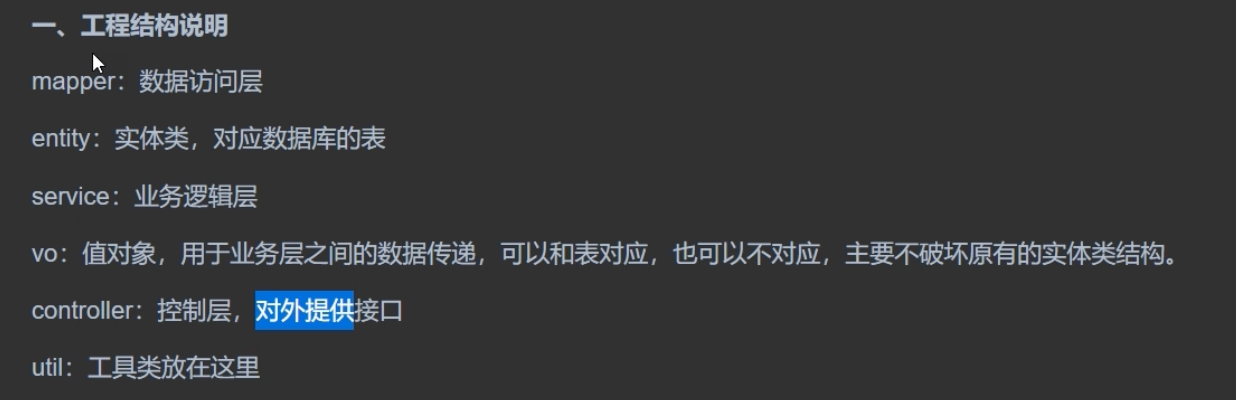 一、工程结构说明
mapper：数据访问层
entity：实体类，对应数据库的表
service：业务逻辑层
vo：值对象，用于业务层之间的数据传递，可以和表对应，也可以不对应，主要不破坏原有的实体类结构。
controller：控制层，对外提供接口
util：工具类放在这里